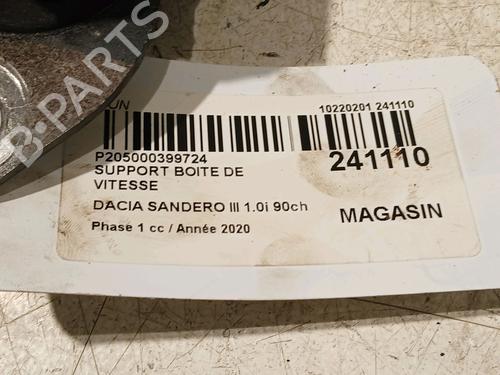 B-PARTS
10220201 241110
P205000399724
241110
SUPPORT BOITE DE
VITESSE
DACIA SANDERO III 1.0i 90ch
MAGASIN
Phase 1 cc / Année 2020